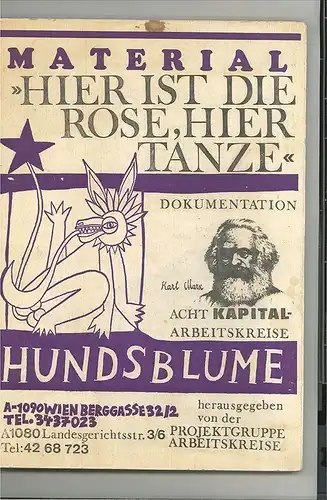 MATERIAL
»HIER IST DIE
ROSE, HIER
TANZE«
DOKUMENTATION
Karl Marx
ACHT KAPITAL-
ARBEITSKREISE
HUNDSBLUME
A-1090 WIEN BERGGASSE 32/2
TEL. 3437023
A1080 Landesgerichtsstr. 3/6
Tel: 42 68 723
herausgegeben
von der
PROJEKTGRUPPE
ARBEITSKREISE